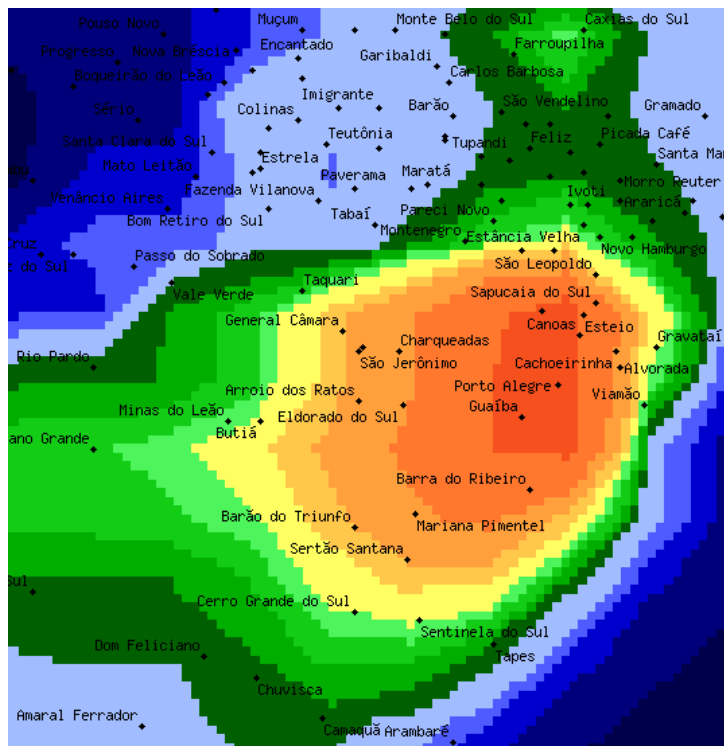 Pouso Novo
Muçum
Monte Belo do Sul
Caxias do Sul
Progresso
Nova Bréscia
Encantado
Garibaldi
Farroupilha
Boqueirão do Leão
Carlos Barbosa
Sério
Colinas
Imigrante
Barão
São Vendelino
Gramado
Santa Clara do Sul
Teutônia
Tupandi
Feliz
Picada Café
Mato Leitão
Estrela
Paverama
Maratá
Santa Mar
Venâncio Aires
Fazenda Vilanova
Ivoti
Morro Reuter
Bom Retiro do Sul
Tabaí
Pareci Novo
Araricá
Montenegro
Estância Velha
Novo Hamburgo
Cruz
z do Sul
Passo do Sobrado
São Leopoldo
Vale Verde
Taquari
Sapucaia do Sul
General Câmara
Charqueadas
Canoas
Esteio
Gravataí
Rio Pardo
São Jerônimo
Cachoeirinha
Alvorada
Arroio dos Ratos
Porto Alegre
Viamão
Minas do Leão
Eldorado do Sul
Guaíba
Butiá
ano Grande
Barra do Ribeiro
Barão do Triunfo
Mariana Pimentel
Sertão Santana
Sul
Cerro Grande do Sul
Sentinela do Sul
Dom Feliciano
Tapes
Chuvisca
Amaral Ferrador
Camaquã
Arambaré